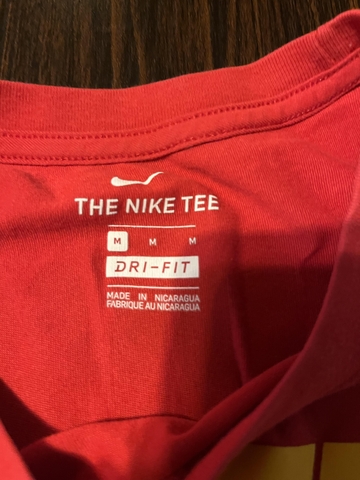 THE NIKE TEE
M M M
DRI-FIT
MADE IN NICARAGUA
FABRIQUE AU NICARAGUA